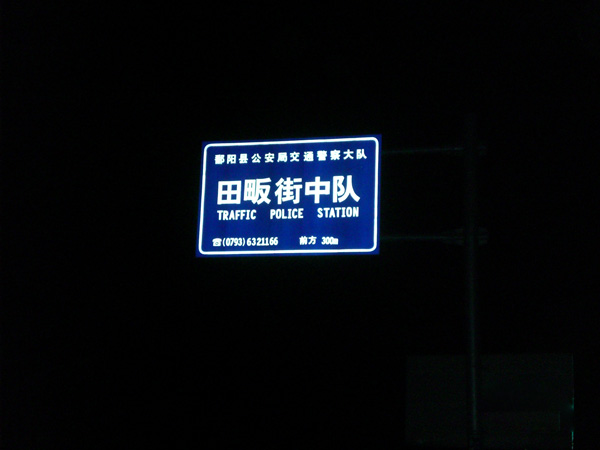 鄱阳县公安局交通警察大队
田畈街中队
TRAFFIC POLICE STATION
☎(0793)6321166 前方 300m